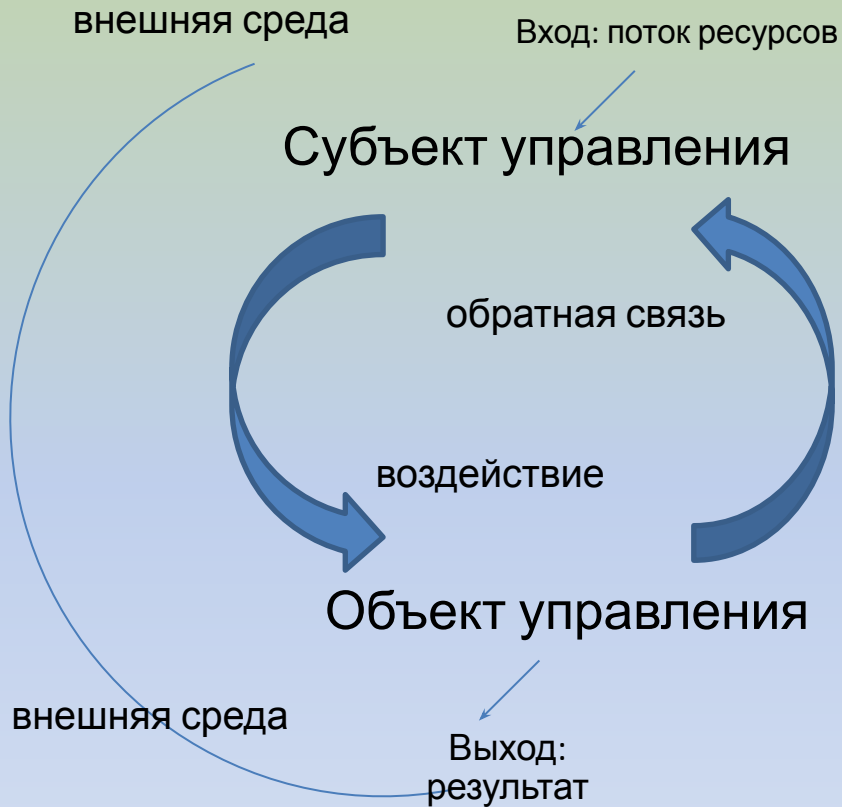 внешняя среда
Вход: поток ресурсов
Субъект управления
обратная связь
воздействие
Объект управления
внешняя среда
Выход:
результат